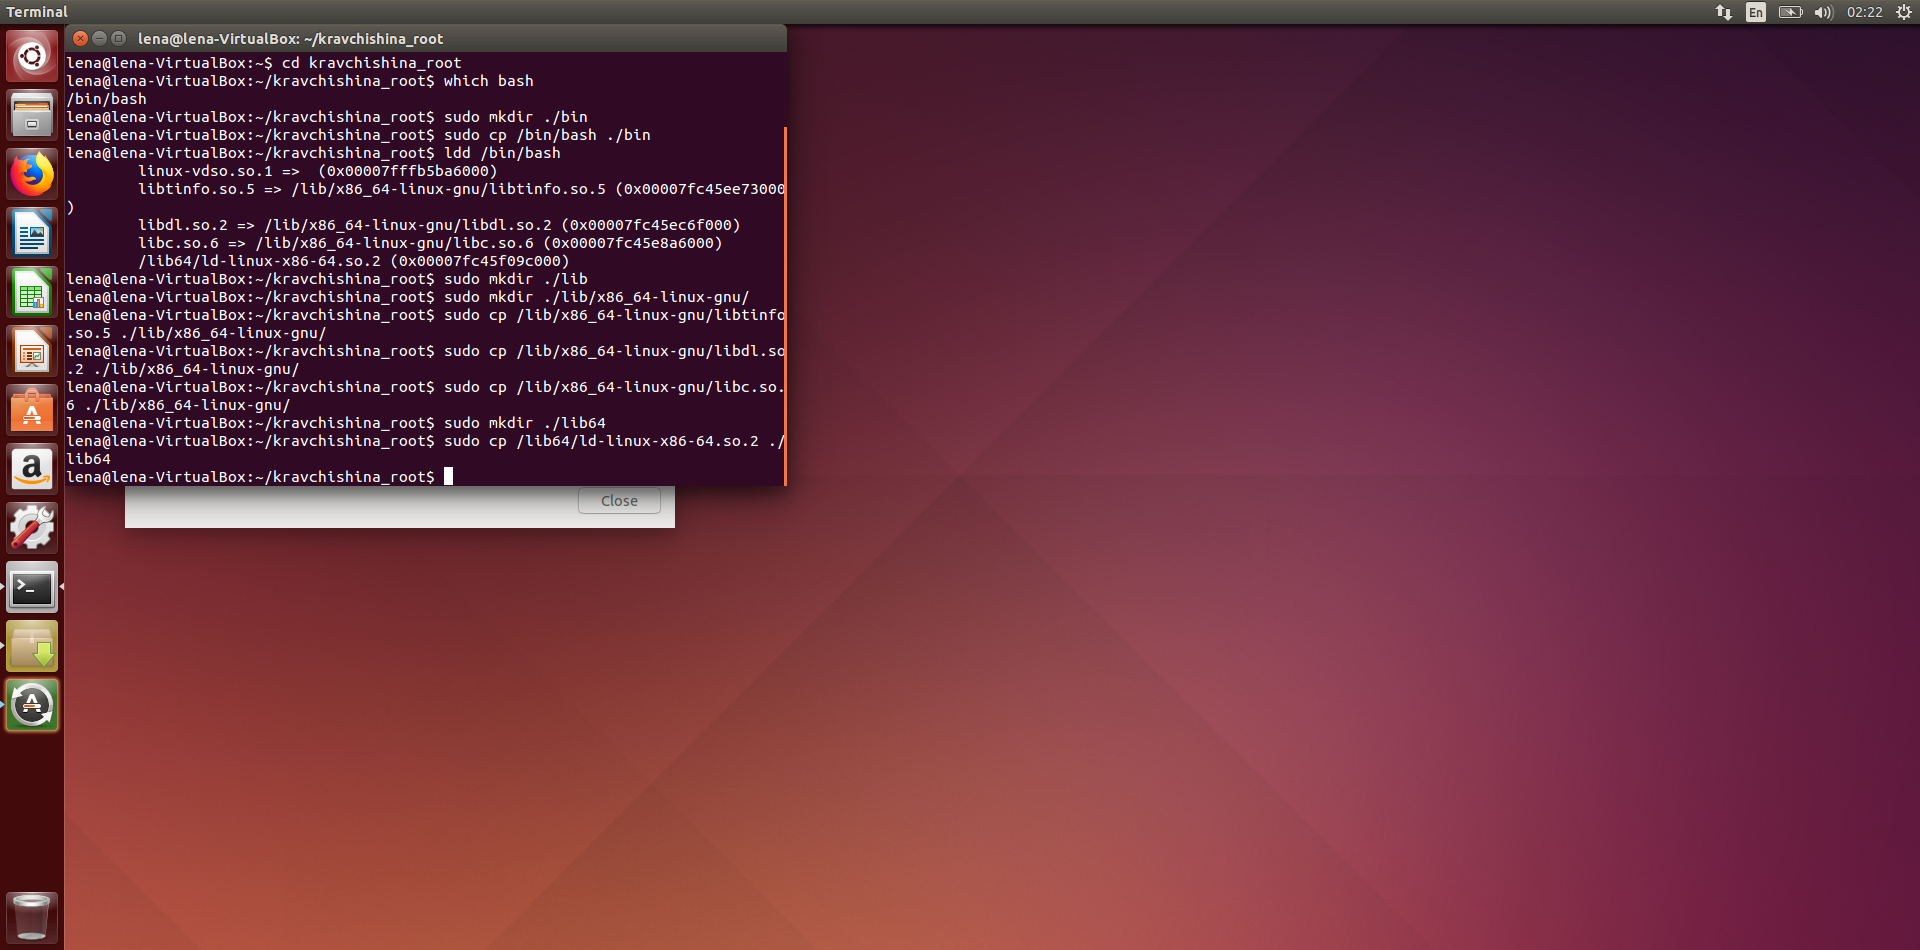 Terminal
En
02:22
lena@lena-VirtualBox: ~/kravchishina_root
lena@lena-VirtualBox:~$ cd kravchishina_root
lena@lena-VirtualBox:~/kravchishina_root$ which bash
/bin/bash
lena@lena-VirtualBox:~/kravchishina_root$ sudo mkdir ./bin
lena@lena-VirtualBox:~/kravchishina_root$ sudo cp /bin/bash ./bin
lena@lena-VirtualBox:~/kravchishina_root$ ldd /bin/bash
linux-vdso.so.1 =>  (0x00007fffb5ba6000)
libtinfo.so.5 => /lib/x86_64-linux-gnu/libtinfo.so.5 (0x00007fc45ee73000
)
libdl.so.2 => /lib/x86_64-linux-gnu/libdl.so.2 (0x00007fc45ec6f000)
libc.so.6 => /lib/x86_64-linux-gnu/libc.so.6 (0x00007fc45e8a6000)
/lib64/ld-linux-x86-64.so.2 (0x00007fc45f09c000)
lena@lena-VirtualBox:~/kravchishina_root$ sudo mkdir ./lib
lena@lena-VirtualBox:~/kravchishina_root$ sudo mkdir ./lib/x86_64-linux-gnu/
lena@lena-VirtualBox:~/kravchishina_root$ sudo cp /lib/x86_64-linux-gnu/libtinfo
.so.5 ./lib/x86_64-linux-gnu/
lena@lena-VirtualBox:~/kravchishina_root$ sudo cp /lib/x86_64-linux-gnu/libdl.so
.2 ./lib/x86_64-linux-gnu/
lena@lena-VirtualBox:~/kravchishina_root$ sudo cp /lib/x86_64-linux-gnu/libc.so.
6 ./lib/x86_64-linux-gnu/
lena@lena-VirtualBox:~/kravchishina_root$ sudo mkdir ./lib64
lena@lena-VirtualBox:~/kravchishina_root$ sudo cp /lib64/ld-linux-x86-64.so.2 ./
lib64
lena@lena-VirtualBox:~/kravchishina_root$
Close